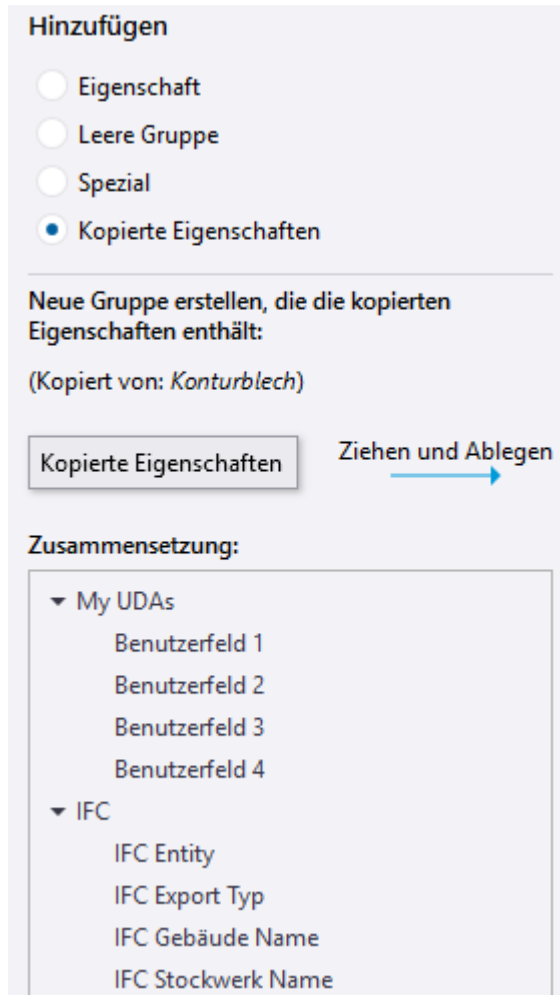 Hinzufügen
Eigenschaft
Leere Gruppe
Spezial
Kopierte Eigenschaften
Neue Gruppe erstellen, die die kopierten
Eigenschaften enthält:
(Kopiert von: Konturblech)
Kopierte Eigenschaften
Ziehen und Ablegen
Zusammensetzung:
My UDAs
Benutzerfeld 1
Benutzerfeld 2
Benutzerfeld 3
Benutzerfeld 4
IFC
IFC Entity
IFC Export Typ
IFC Gebäude Name
IFC Stockwerk Name